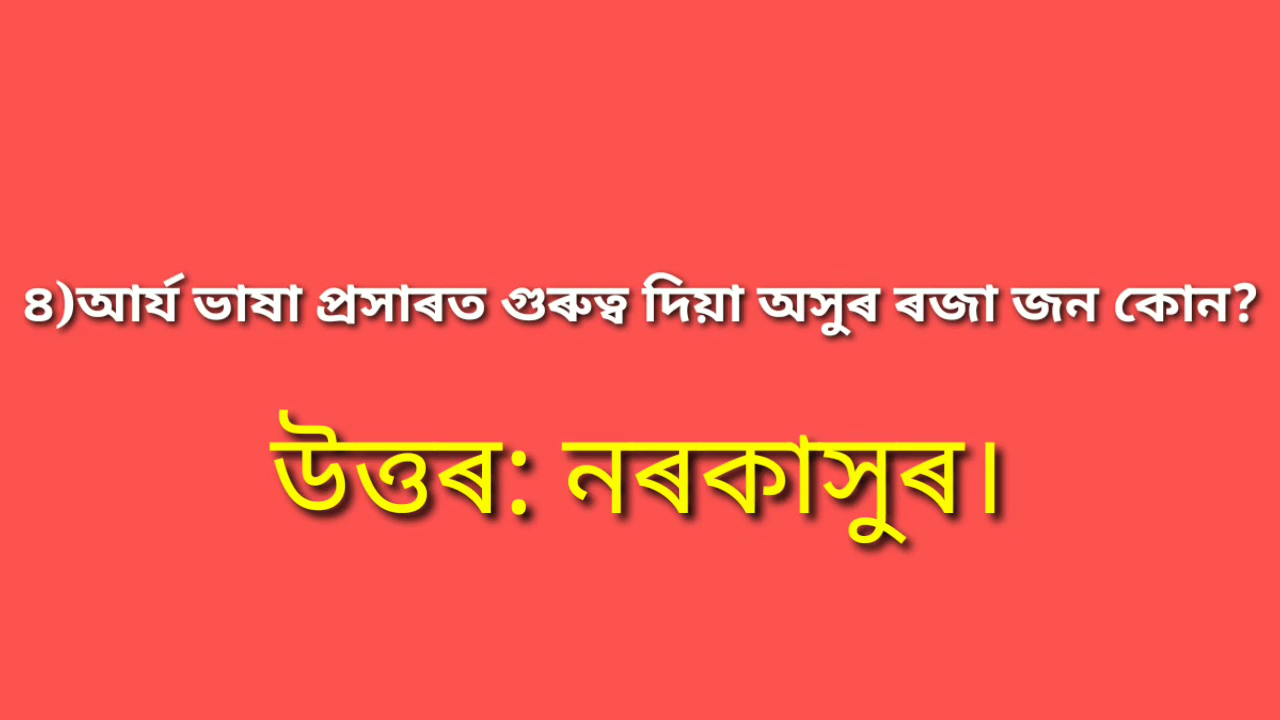 ৪)আৰ্য ভাষা প্ৰসাৰত গুৰুত্ব দিয়া অসুৰ ৰজা জন কোন?
উত্তৰ: নৰকাসুৰ।